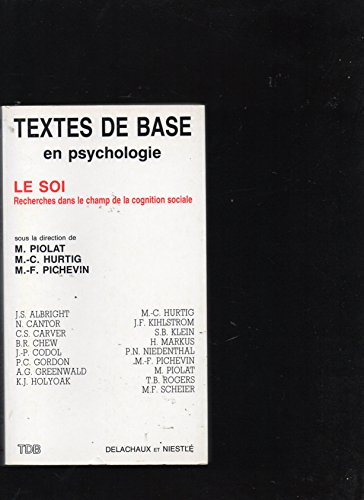 TEXTES DE BASE
en psychologie
LE SOI
Recherches dans le champ de la cognition sociale
sous la direction de
M. PIOLAT
M.-C. HURTIG
M.-F. PICHEVIN
J.S. ALBRIGHT
N. CANTOR
C.S. CARVER
B.R. CHEW
J.-P. CODOL
P.C. GORDON
A.G. GREENWALD
K.J. HOLYOAK
M.-C. HURTIG
J.F. KIHLSTROM
S.B. KLEIN
H. MARKUS
P.N. NIEDENTHAL
M.-F. PICHEVIN
M. PIOLAT
T.B. ROGERS
M.F. SCHEIER
TDB
DELACHAUX ET NIESTLÉ